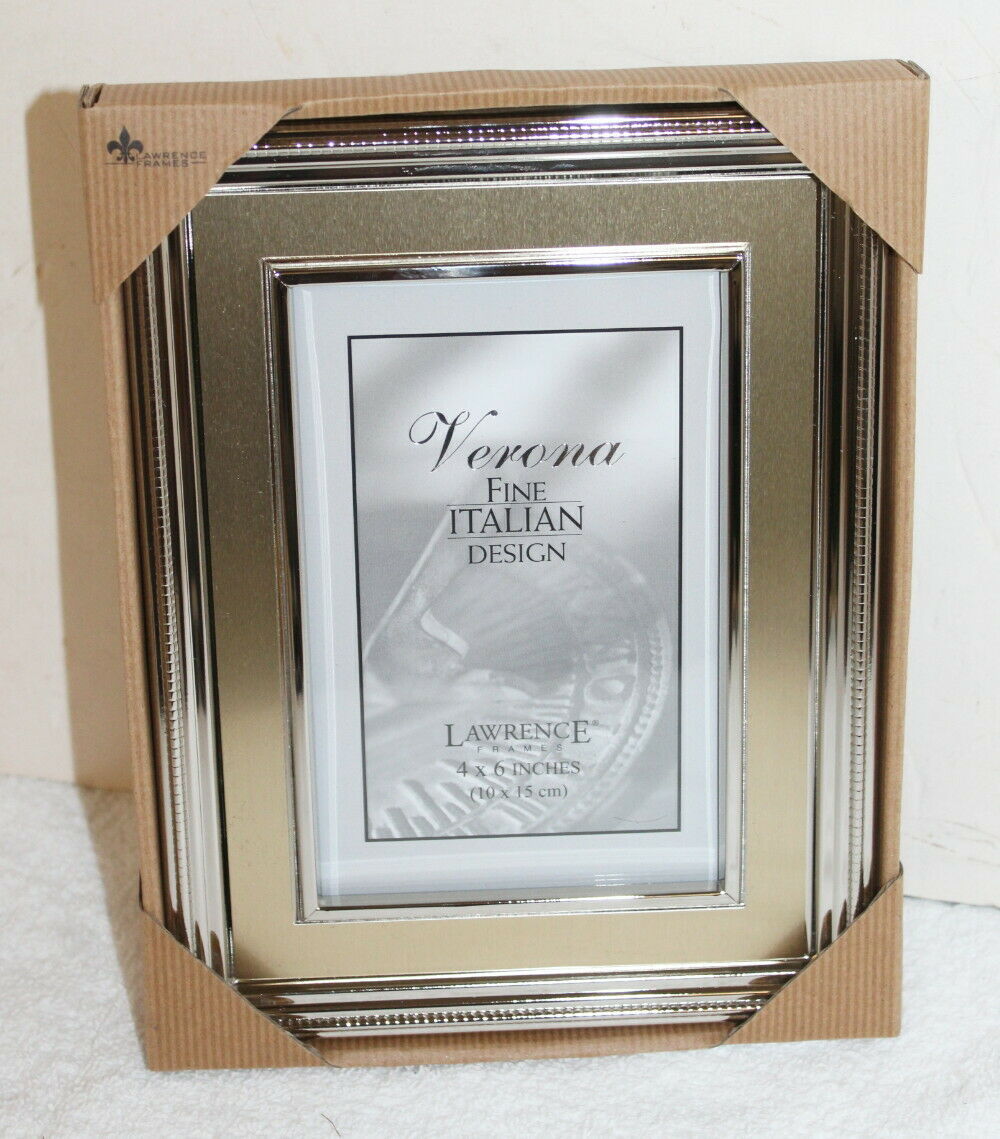 LAWRENCE
FRAMES
Verona
FINE
ITALIAN
DESIGN
LAWRENCE®
FRAMES
4 x 6 INCHES
(10 x 15 cm)